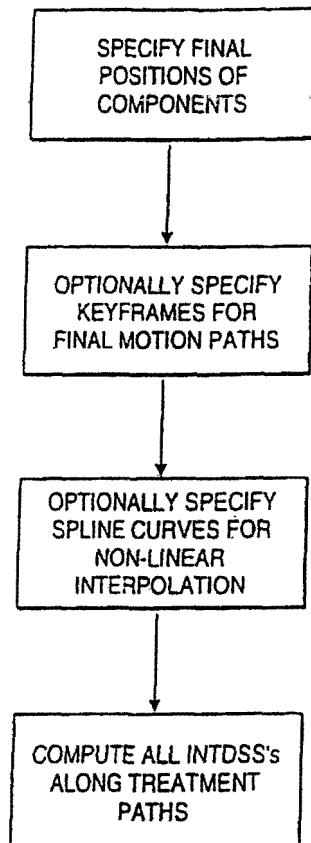 SPECIFY FINAL
POSITIONS OF
COMPONENTS
OPTIONALLY SPECIFY
KEYFRAMES FOR
FINAL MOTION PATHS
OPTIONALLY SPECIFY
SPLINE CURVES FOR
NON-LINEAR
INTERPOLATION
COMPUTE ALL INTDSS's
ALONG TREATMENT
PATHS